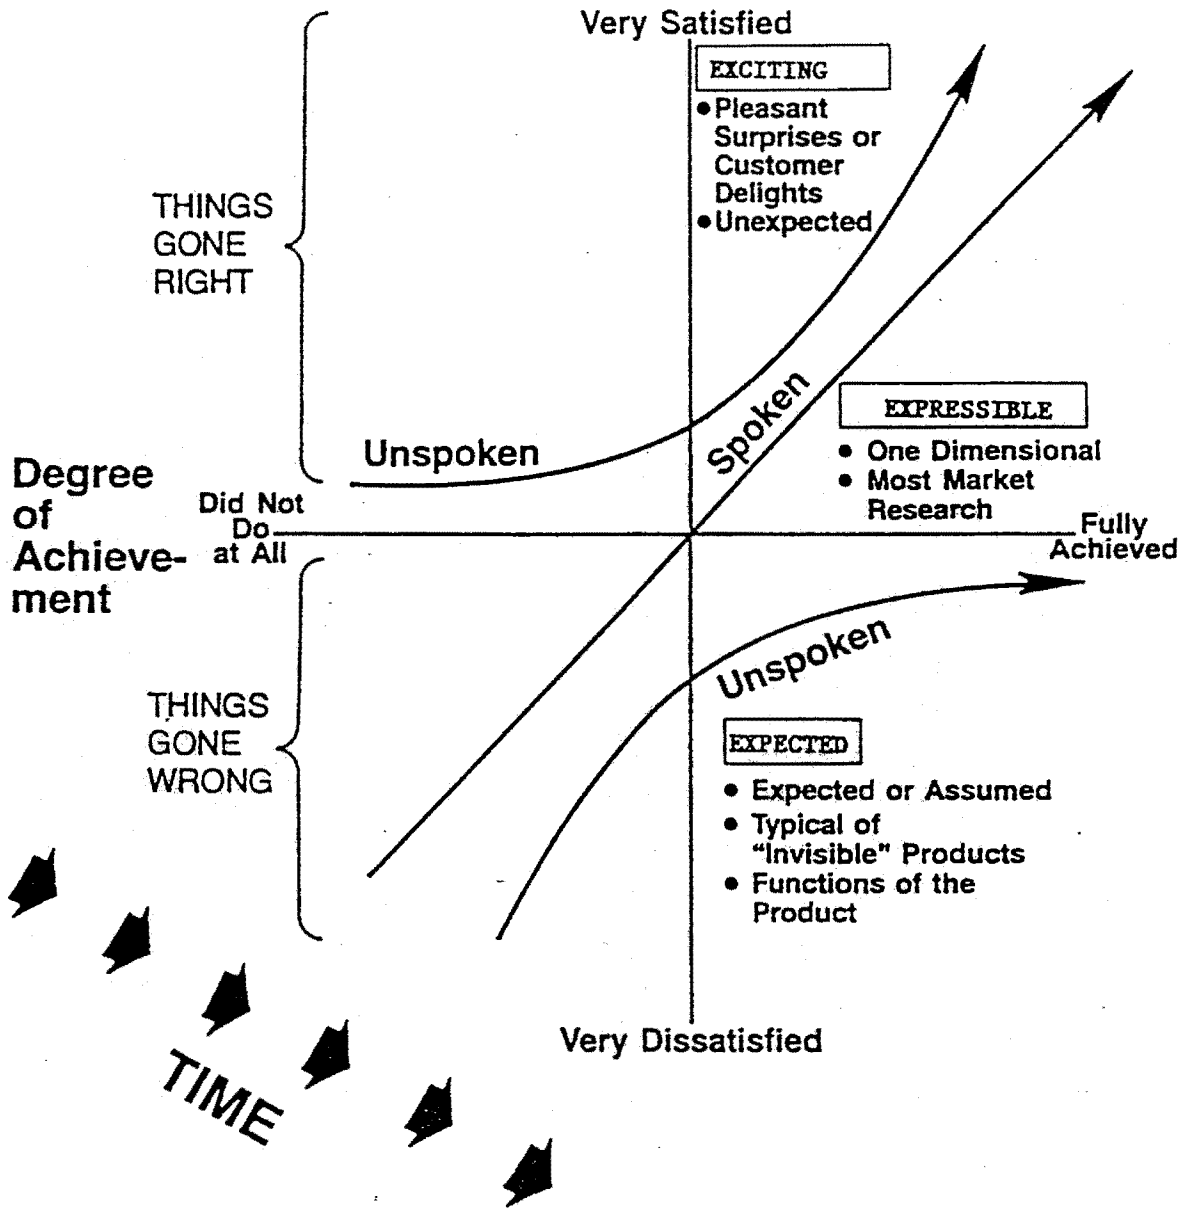 Very Satisfied
EXCITING
● Pleasant
Surprises or
Customer
Delights
● Unexpected
THINGS
GONE
RIGHT
Unspoken
Spoken
EXPRESSIBLE
● One Dimensional
● Most Market
Research
Degree
of
Achieve-
ment
Did Not
Do
at All
Fully
Achieved
Unspoken
THINGS
GONE
WRONG
EXPECTED
● Expected or Assumed
● Typical of
“Invisible” Products
● Functions of the
Product
Very Dissatisfied
TIME